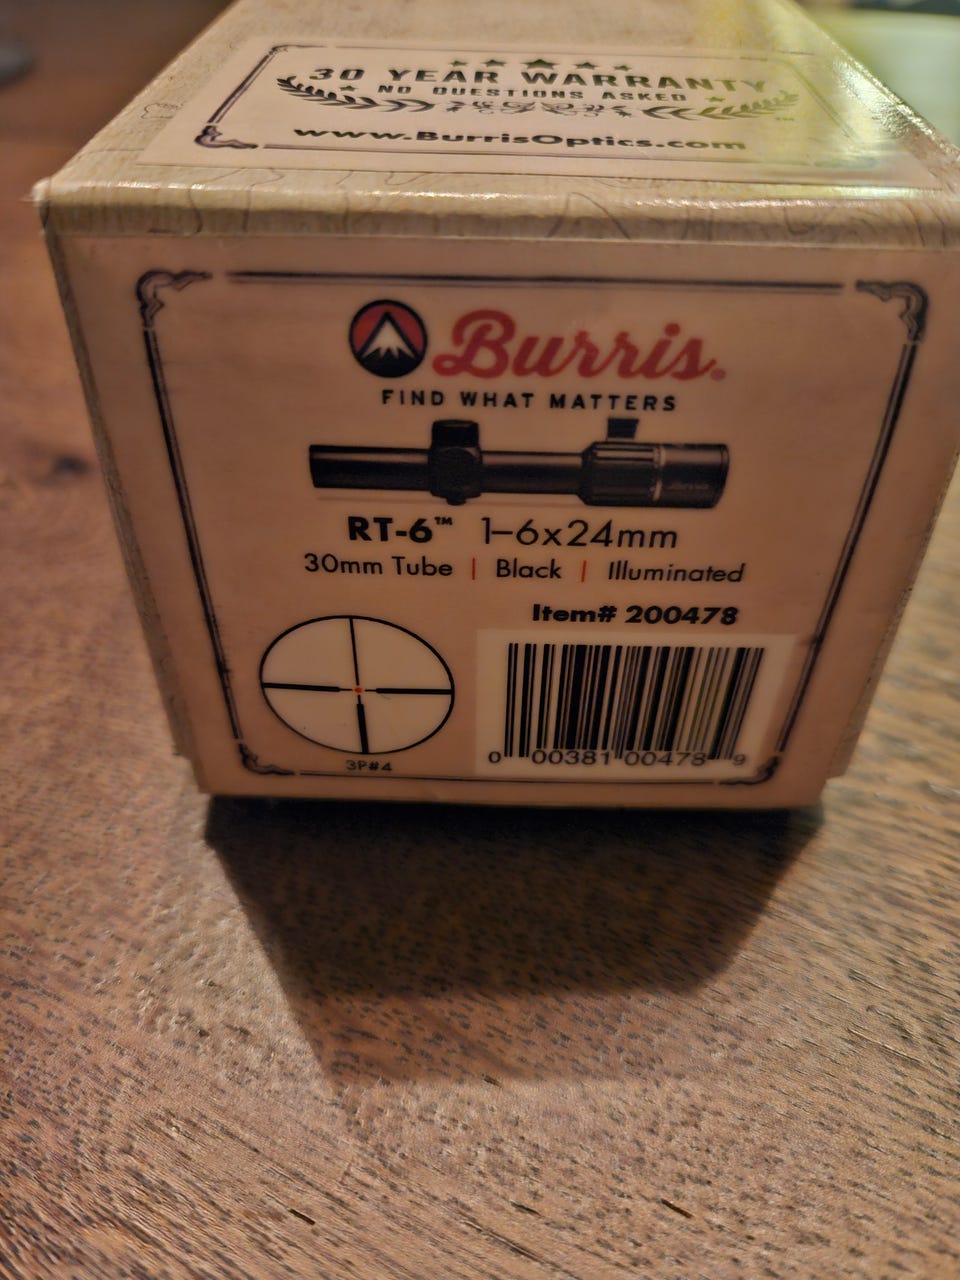 30 YEAR WARRANTY
NO QUESTIONS ASKED
www.BurrisOptics.com
Burris.
FIND WHAT MATTERS
RT-6™ 1–6x24mm
30mm Tube | Black | Illuminated
Item# 200478
3P#4
0 00381 00478 9